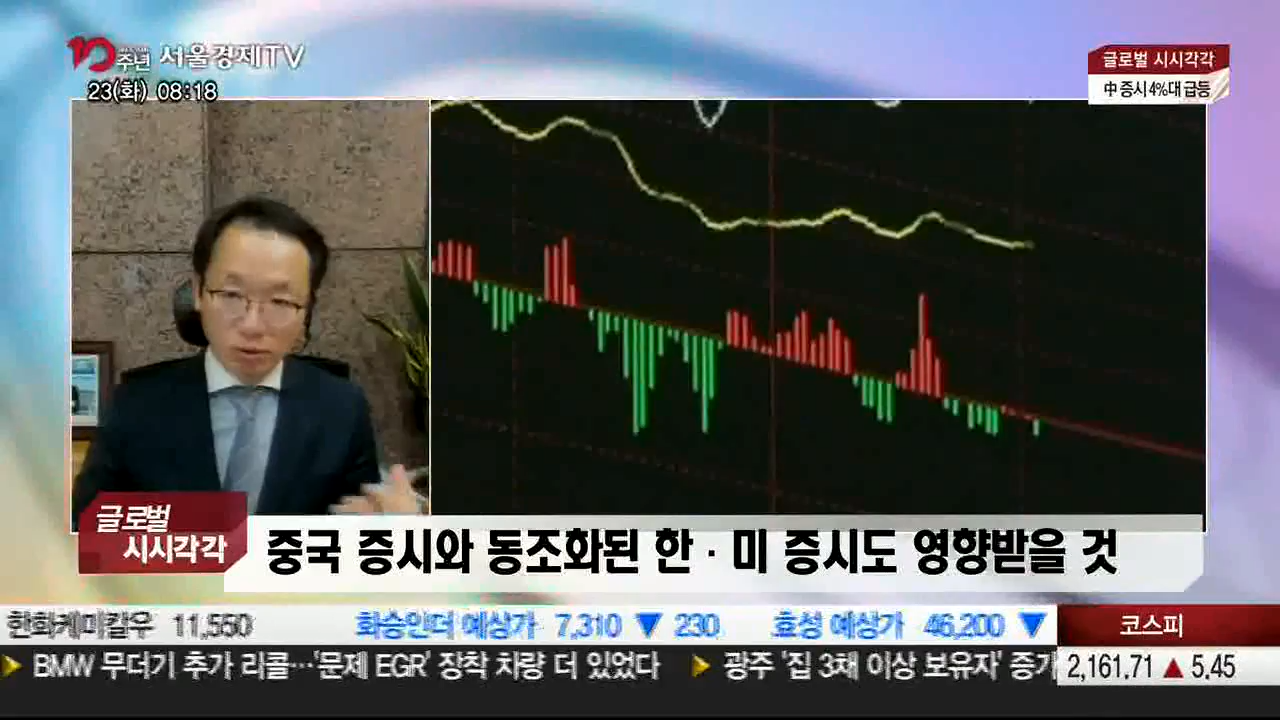 10주년 서울경제TV
23(화) 08:18
글로벌 시시각각
中 증시 4%대 급등
글로벌
시시각각
중국 증시와 동조화된 한·미 증시도 영향받을 것
한화케미칼우 11,550 화승인더 예상가 7,310 ▼ 230 효성 예상가 46,200 ▼
코스피
BMW 무더기 추가 리콜…'문제 EGR' 장착 차량 더 있었다 광주 '집 3채 이상 보유자' 증가
2,161.71 ▲ 5.45